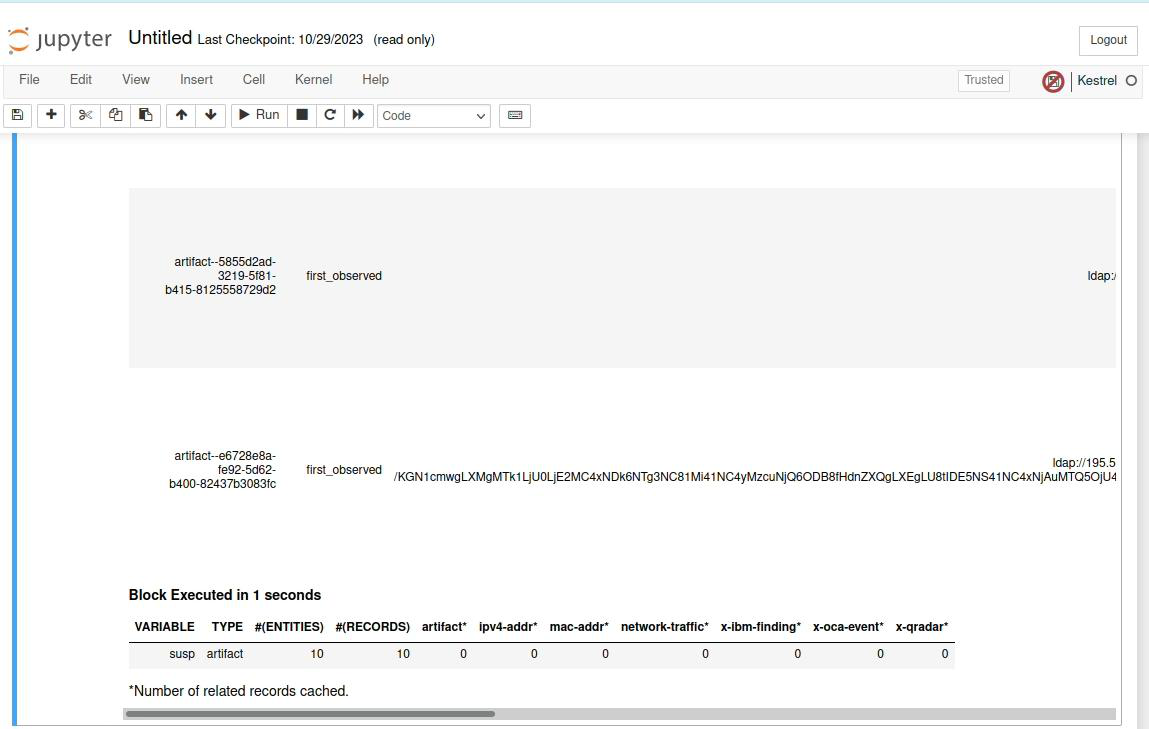 jupyter Untitled Last Checkpoint: 10/29/2023 (read only)
Logout
File Edit View Insert Cell Kernel Help
Trusted
Kestrel
Run
Code
artifact--5855d2ad-
3219-5f81-
b415-8125558729d2
first_observed
ldap:/
artifact--e6728e8a-
fe92-5d62-
b400-82437b3083fc
first_observed
ldap://195.5
/KGN1cmwgLXMgMTk1LjU0LjE2MC4xNDk6NTg3NC81Mi41NC4yMzcuNjQ6ODB8fHdnZXQgLXEgLU8tIDE5NS41NC4xNjAuMTQ5OjU4
Block Executed in 1 seconds
VARIABLE TYPE #(ENTITIES) #(RECORDS) artifact* ipv4-addr* mac-addr* network-traffic* x-ibm-finding* x-oca-event* x-qradar*
susp artifact 10 10 0 0 0 0 0 0 0
*Number of related records cached.